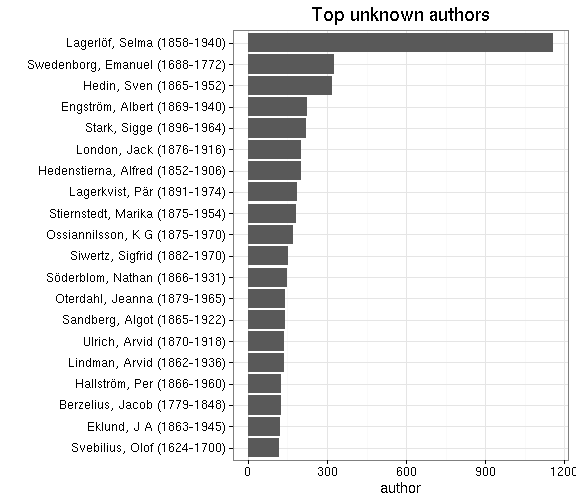 Top unknown authors
Lagerlöf, Selma (1858-1940)
Swedenborg, Emanuel (1688-1772)
Hedin, Sven (1865-1952)
Engström, Albert (1869-1940)
Stark, Sigge (1896-1964)
London, Jack (1876-1916)
Hedenstierna, Alfred (1852-1906)
Lagerkvist, Pär (1891-1974)
Stiernstedt, Marika (1875-1954)
Ossiannilsson, K G (1875-1970)
Siwertz, Sigfrid (1882-1970)
Söderblom, Nathan (1866-1931)
Oterdahl, Jeanna (1879-1965)
Sandberg, Algot (1865-1922)
Ulrich, Arvid (1870-1918)
Lindman, Arvid (1862-1936)
Hallström, Per (1866-1960)
Berzelius, Jacob (1779-1848)
Eklund, J A (1863-1945)
Svebilius, Olof (1624-1700)
0 300 600 900 1200
author